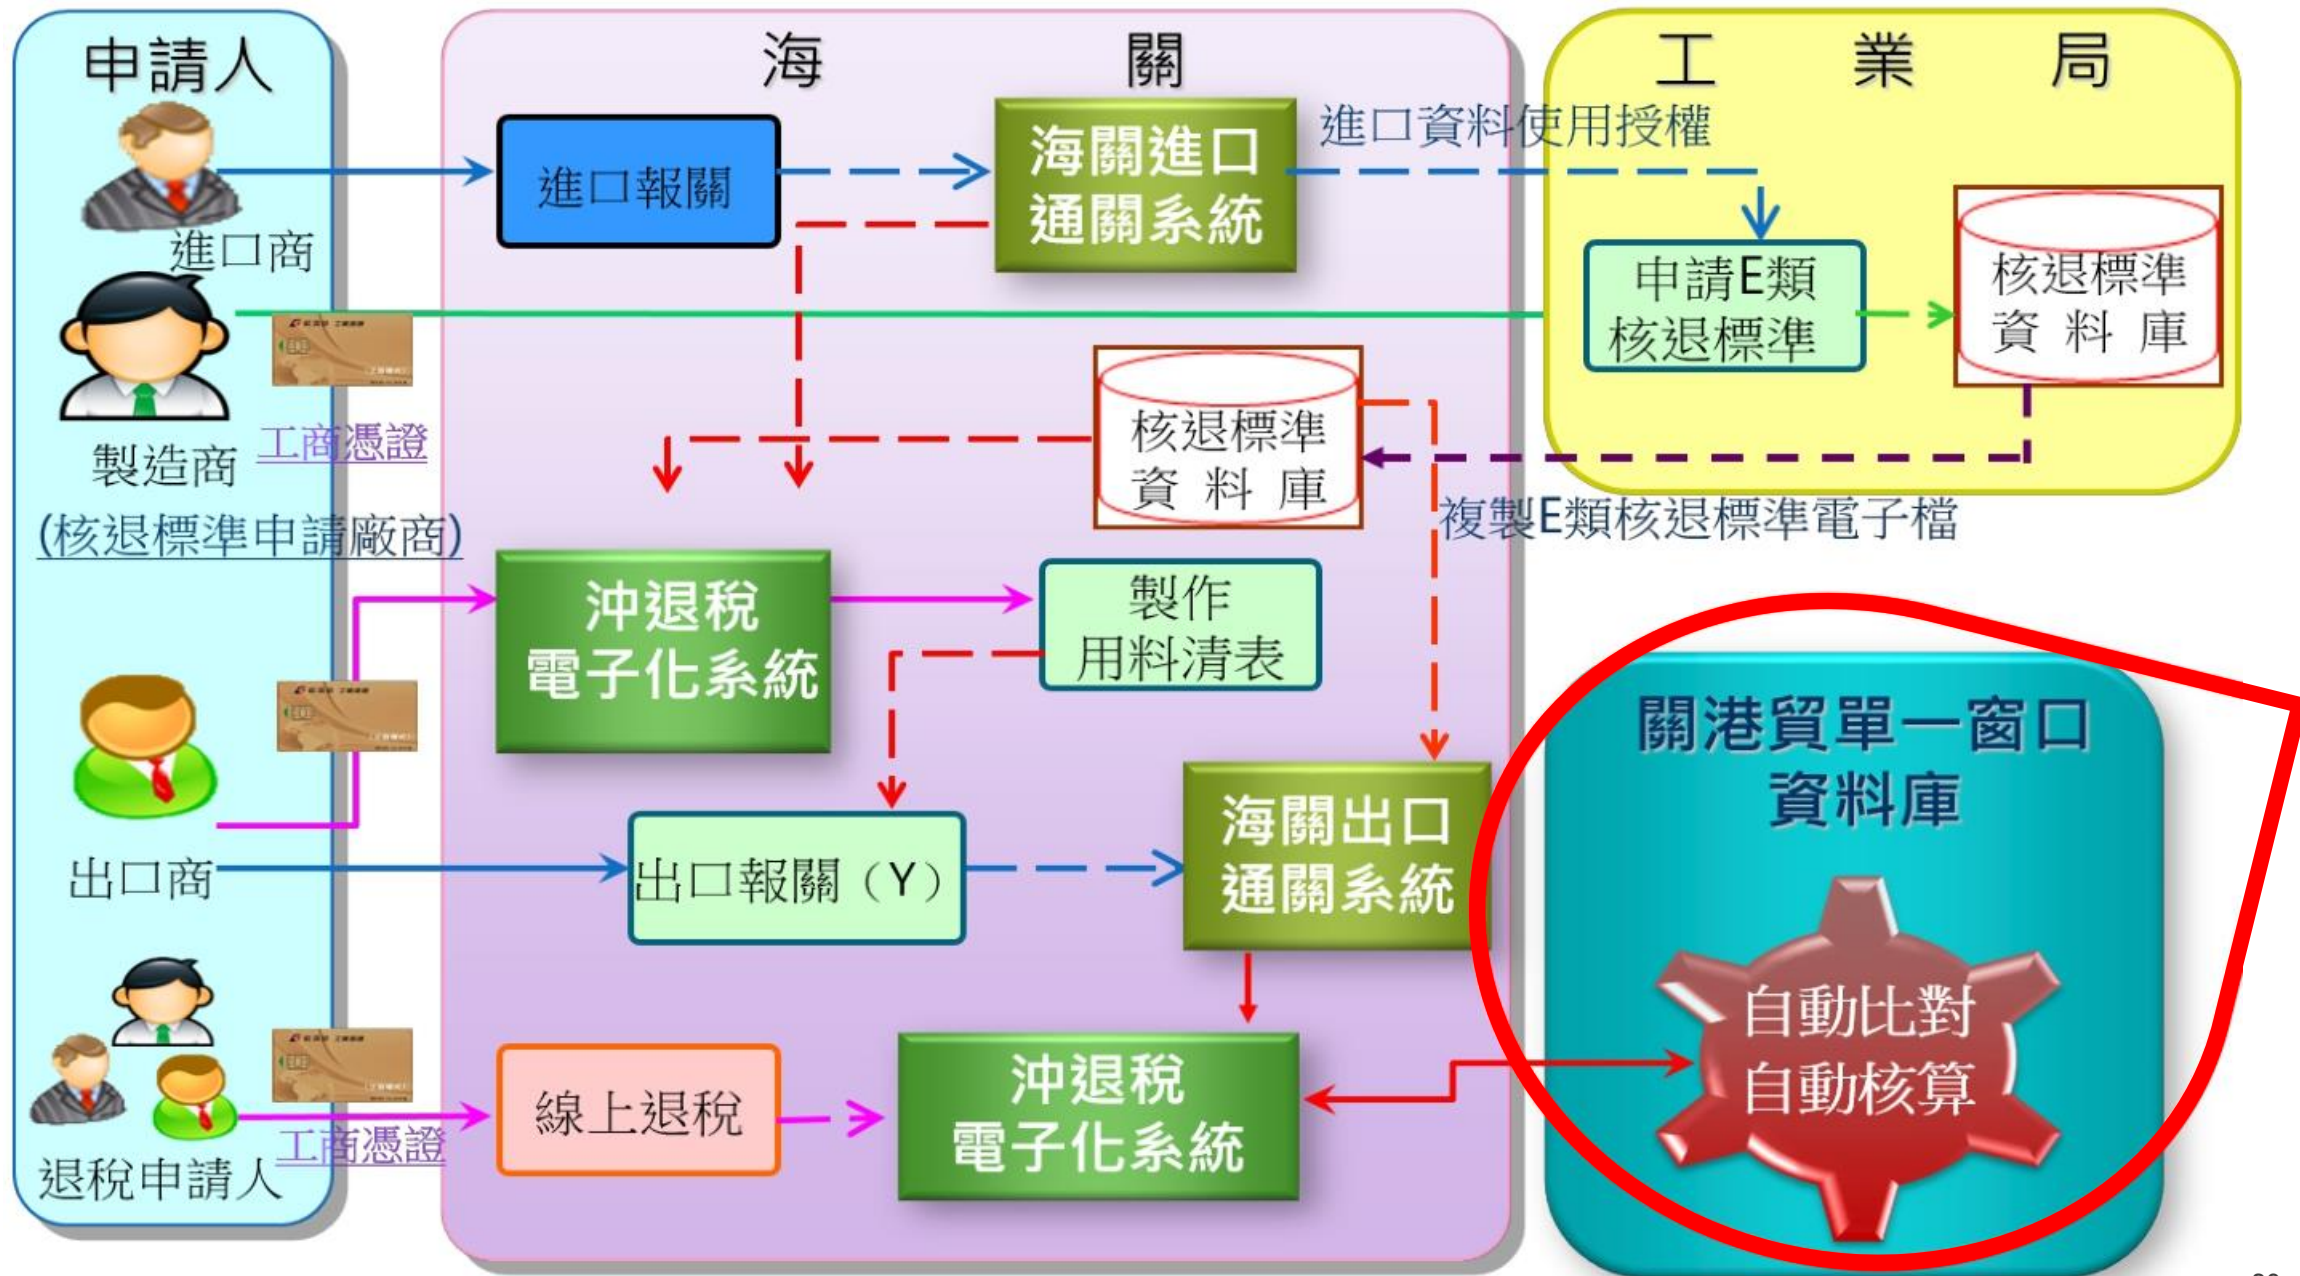 申請人
海關
工業局
進口報關
海關進口
通關系統
進口資料使用授權
進口商
申請E類
核退標準
核退標準
資料庫
製造商
工商憑證
(核退標準申請廠商)
核退標準
資料庫
複製E類核退標準電子檔
沖退稅
電子化系統
製作
用料清表
關港貿單一窗口
資料庫
出口商
出口報關（Y）
海關出口
通關系統
自動比對
自動核算
線上退稅
沖退稅
電子化系統
工商憑證
退稅申請人